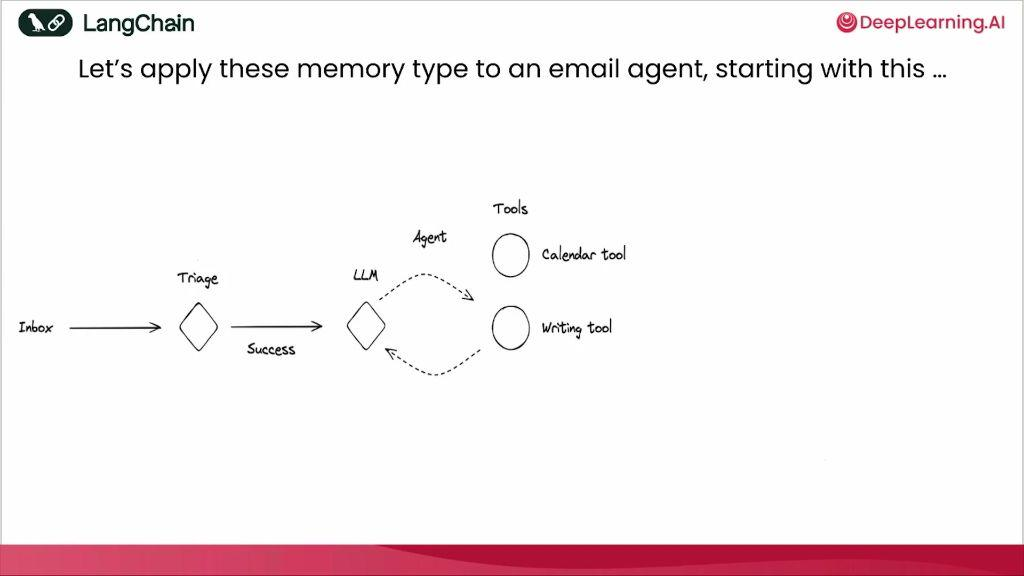 LangChain
DeepLearning.AI
Let's apply these memory type to an email agent, starting with this ...
Tools
Agent
Calendar tool
LLM
Triage
Inbox
Writing tool
Success